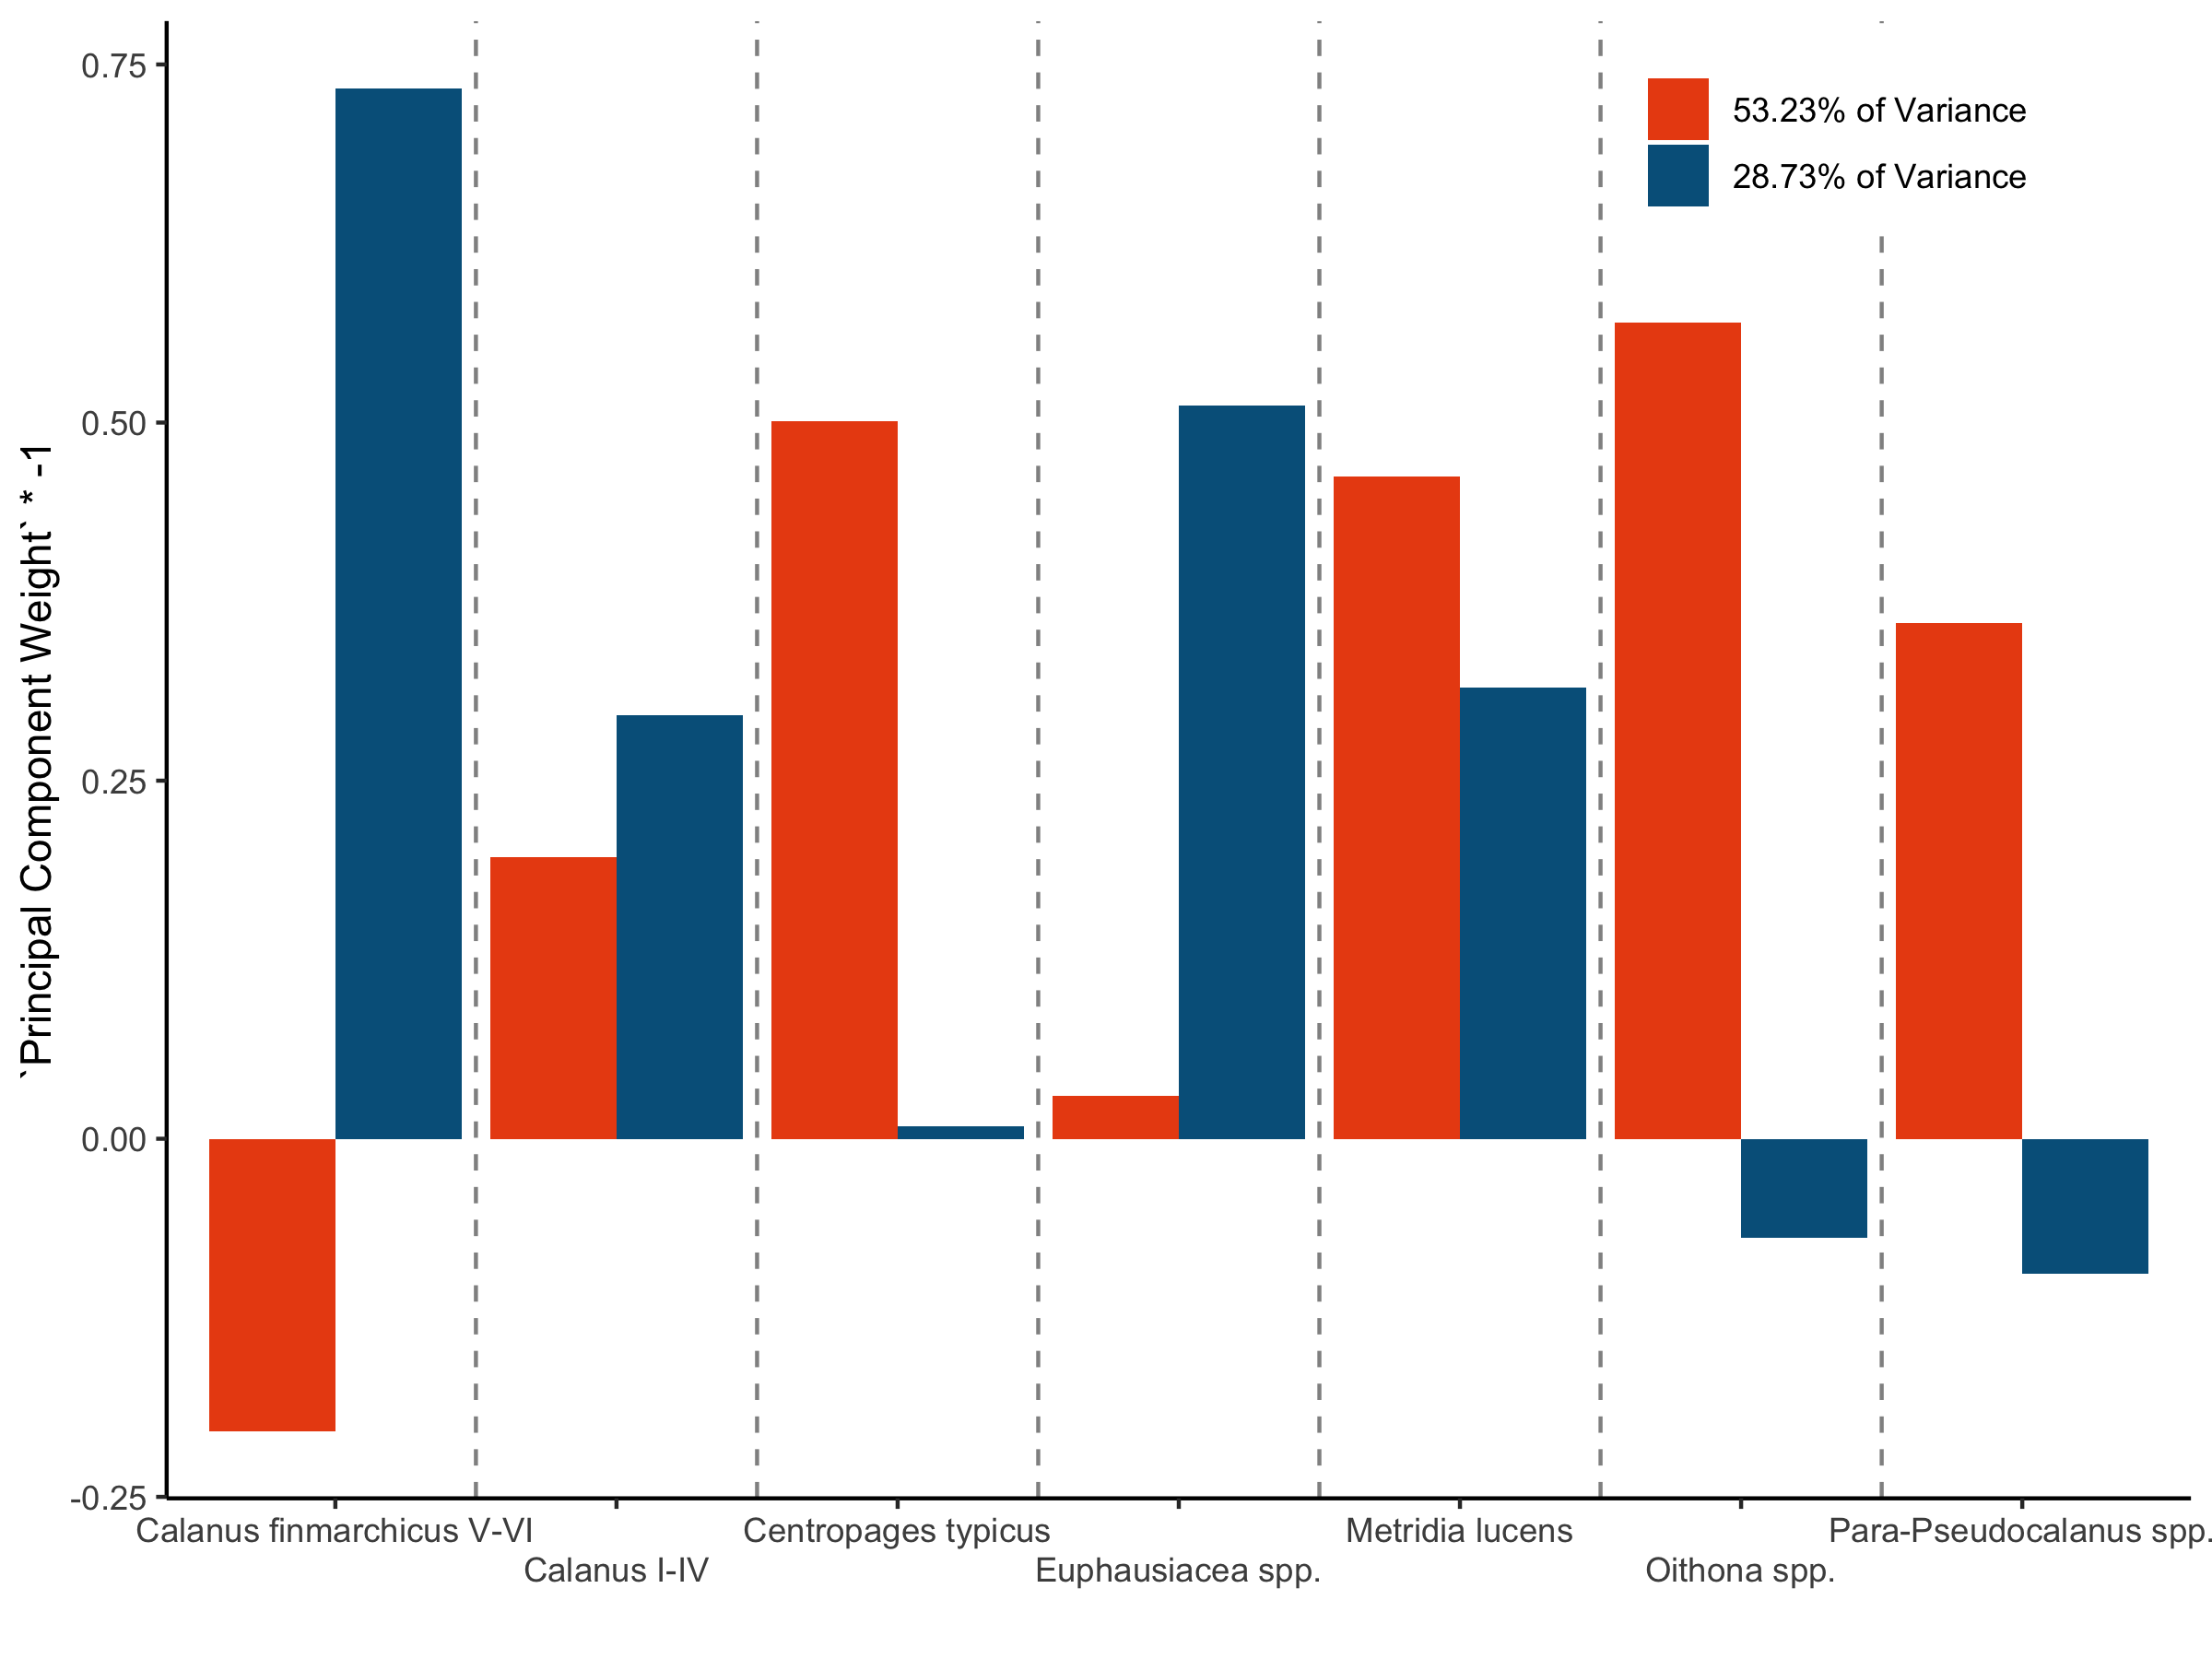 `Principal Component Weight` * -1
0.75
0.50
0.25
0.00
-0.25
53.23% of Variance
28.73% of Variance
Calanus finmarchicus V-VI
Calanus I-IV
Centropages typicus
Euphausiacea spp.
Metridia lucens
Oithona spp.
Para-Pseudocalanus spp.